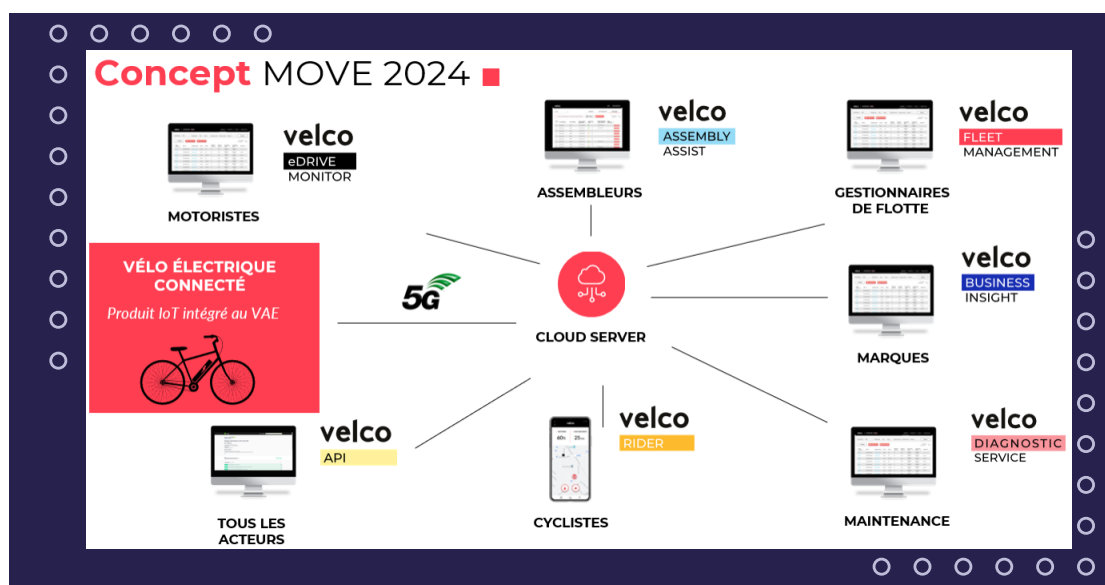 Concept MOVE 2024
velco
eDRIVE
MONITOR
MOTORISTES
velco
ASSEMBLY
ASSIST
ASSEMBLEURS
velco
FLEET
MANAGEMENT
GESTIONNAIRES
DE FLOTTE
VÉLO ÉLECTRIQUE
CONNECTÉ
Produit IoT intégré au VAE
5G
CLOUD SERVER
velco
BUSINESS
INSIGHT
MARQUES
velco
API
TOUS LES
ACTEURS
velco
RIDER
CYCLISTES
velco
DIAGNOSTIC
SERVICE
MAINTENANCE